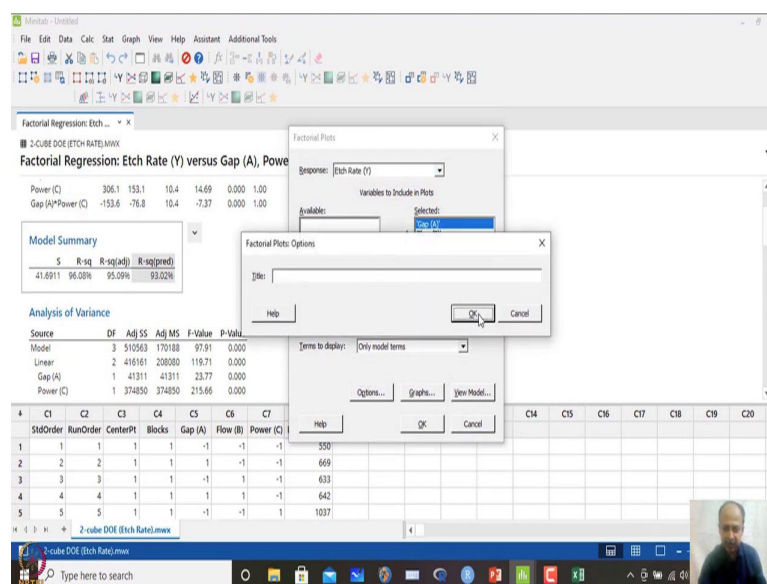 Minitab - Untitled
File Edit Data Calc Stat Graph View Help Assistant Additional Tools
Factorial Regression: Etch ...
2-CUBE DOE (ETCH RATE).MWX
Factorial Regression: Etch Rate (Y) versus Gap (A), Powe
Power (C) 306.1 153.1 10.4 14.69 0.000 1.00
Gap (A)*Power (C) -153.6 -76.8 10.4 -7.37 0.000 1.00
Model Summary
S R-sq R-sq(adj) R-sq(pred)
41.6911 96.08% 95.09% 93.02%
Analysis of Variance
Source DF Adj SS Adj MS F-Value P-Valu
Model 3 510563 170188 97.91 0.000
Linear 2 416161 208080 119.71 0.000
Gap (A) 1 41311 41311 23.77 0.000
Power (C) 1 374850 374850 215.66 0.000
Factorial Plots
Response: Etch Rate (Y)
Variables to Include in Plots
Available: Selected:
'Gap (A)'
Factorial Plots: Options
Title:
Help OK Cancel
Terms to display: Only model terms
Options... Graphs... View Model...
Help OK Cancel
C1 C2 C3 C4 C5 C6 C7 C14 C15 C16 C17 C18 C19 C20
StdOrder RunOrder CenterPt Blocks Gap (A) Flow (B) Power (C)
1 1 1 1 1 -1 -1 -1 550
2 2 2 1 1 1 -1 -1 669
3 3 3 1 1 -1 1 -1 633
4 4 4 1 1 1 1 -1 642
5 5 5 1 1 -1 -1 1 1037
2-cube DOE (Etch Rate).mwx
2-cube DOE (Etch Rate).mwx
Type here to search